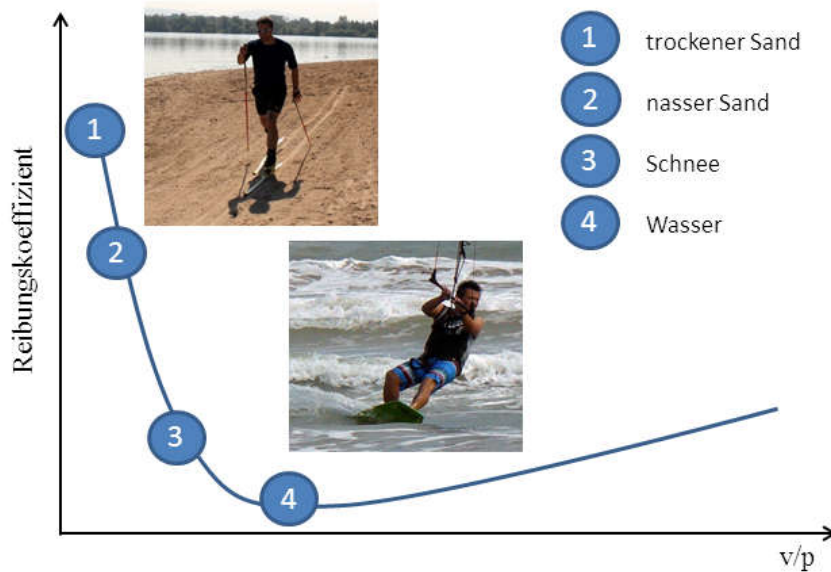 1 trockener Sand
2 nasser Sand
3 Schnee
4 Wasser
Reibungskoeffizient
1
2
3
4
v/p